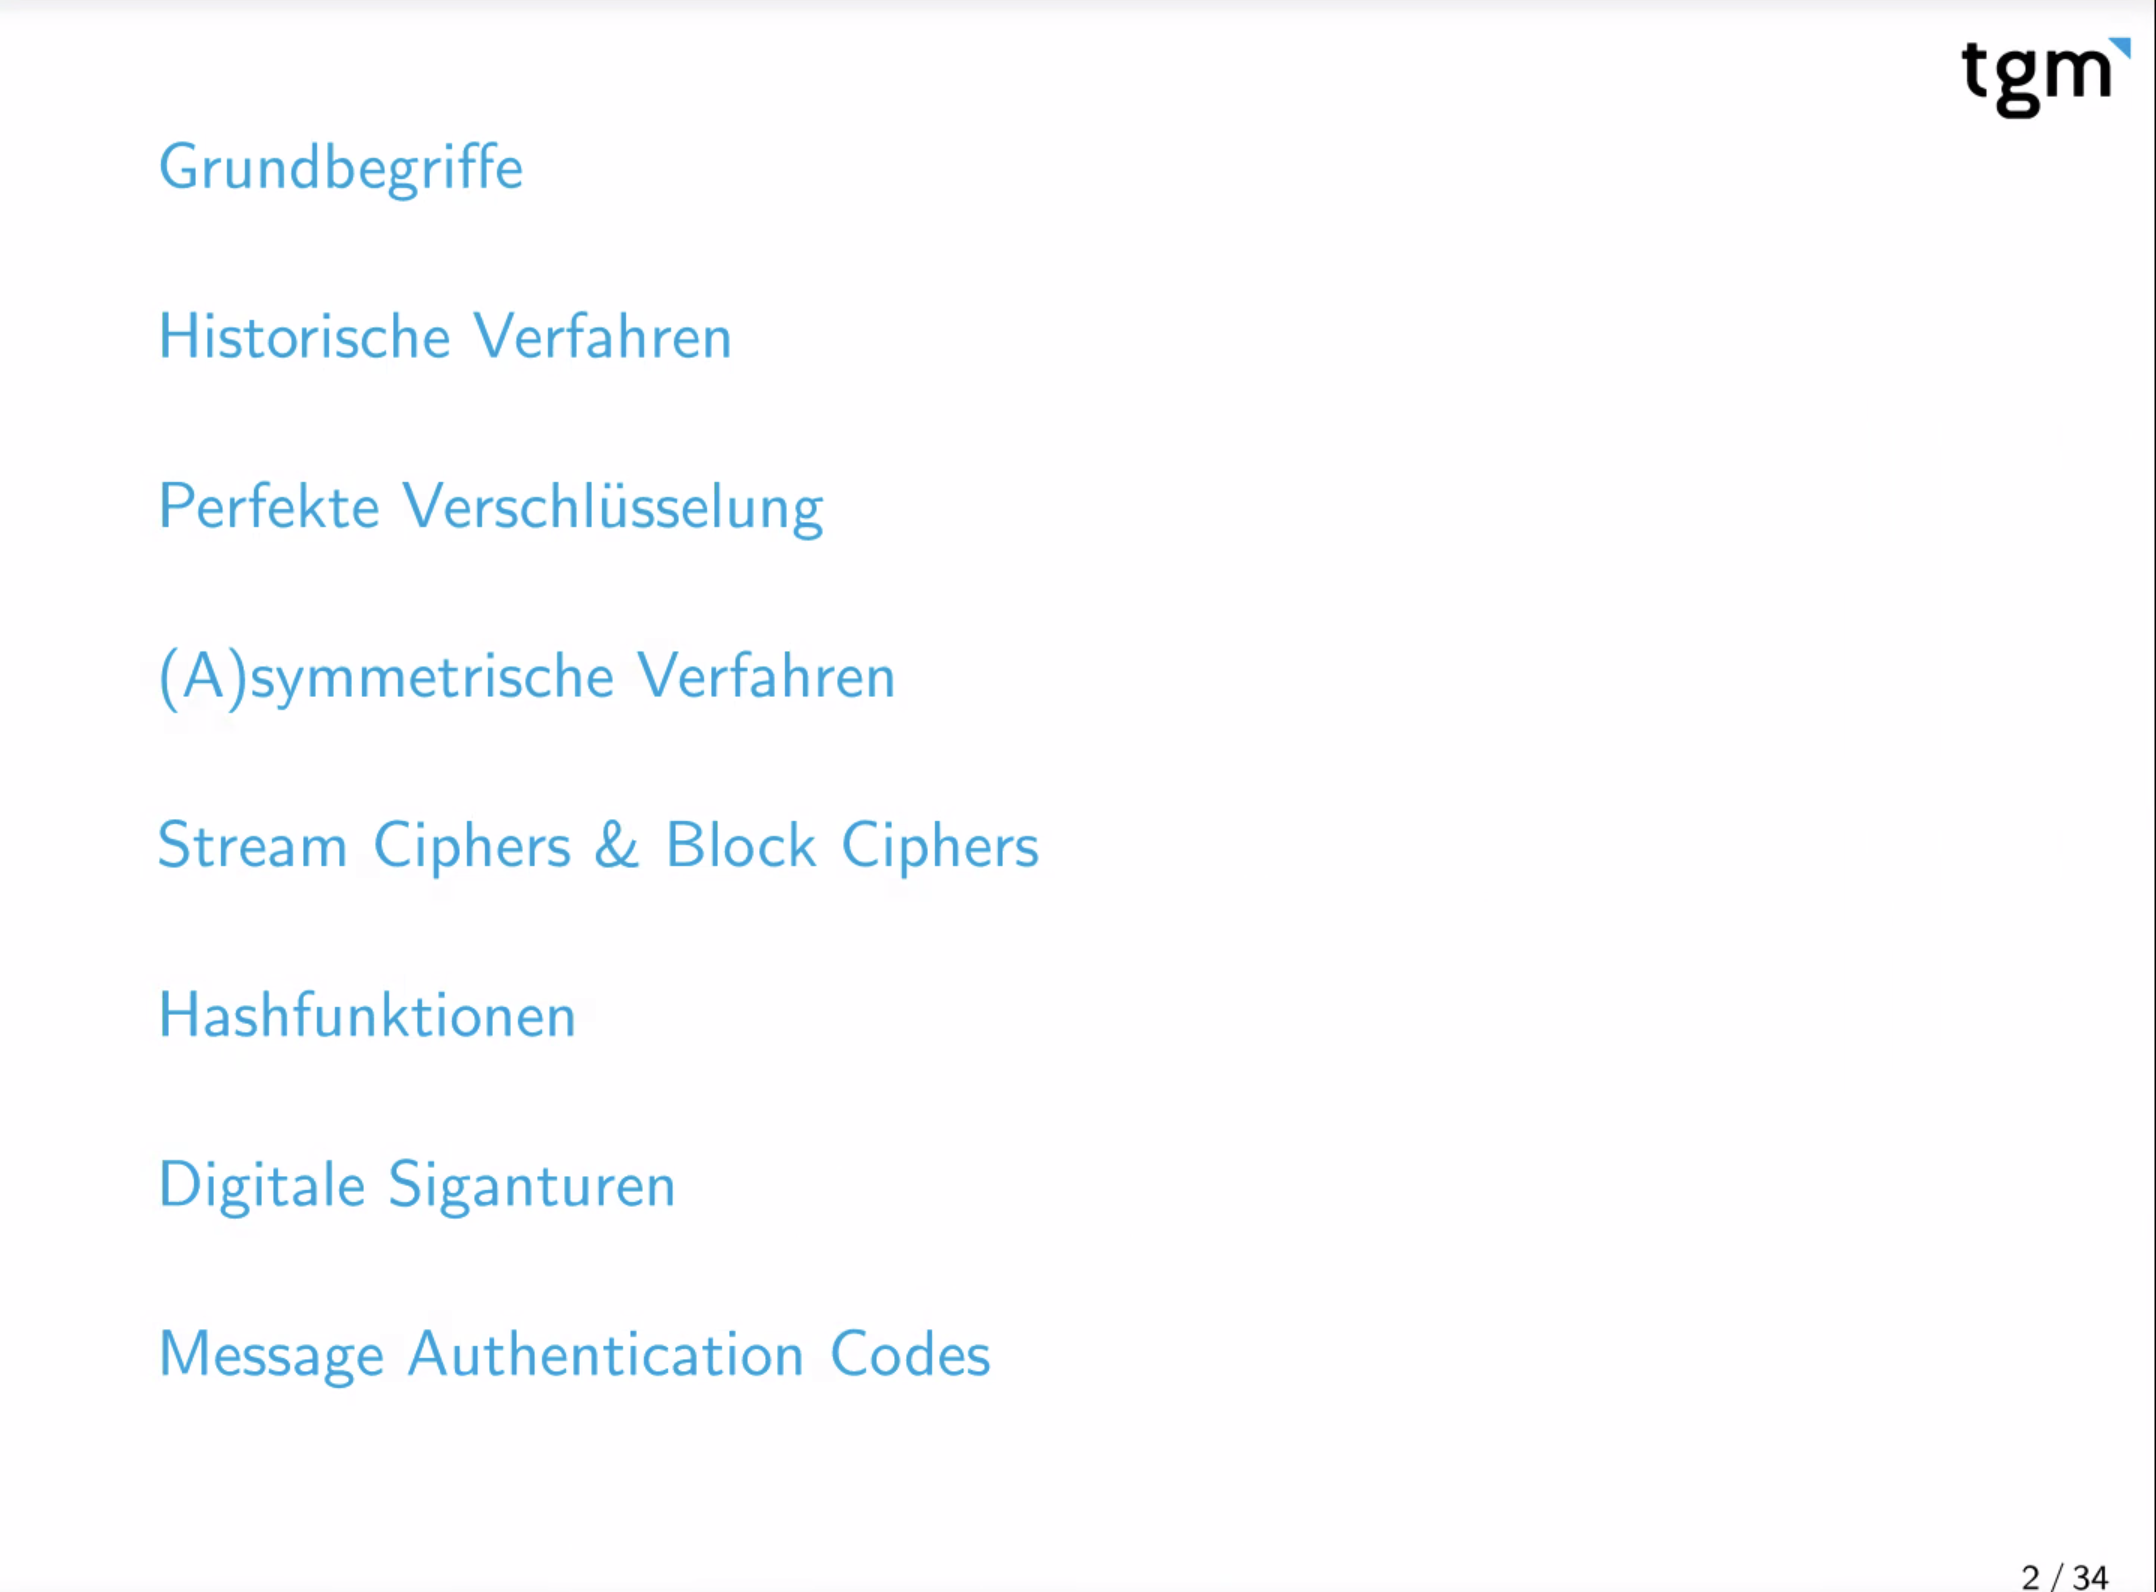 tgm
Grundbegriffe
Historische Verfahren
Perfekte Verschlüsselung
(A)symmetrische Verfahren
Stream Ciphers & Block Ciphers
Hashfunktionen
Digitale Siganturen
Message Authentication Codes
2 / 34